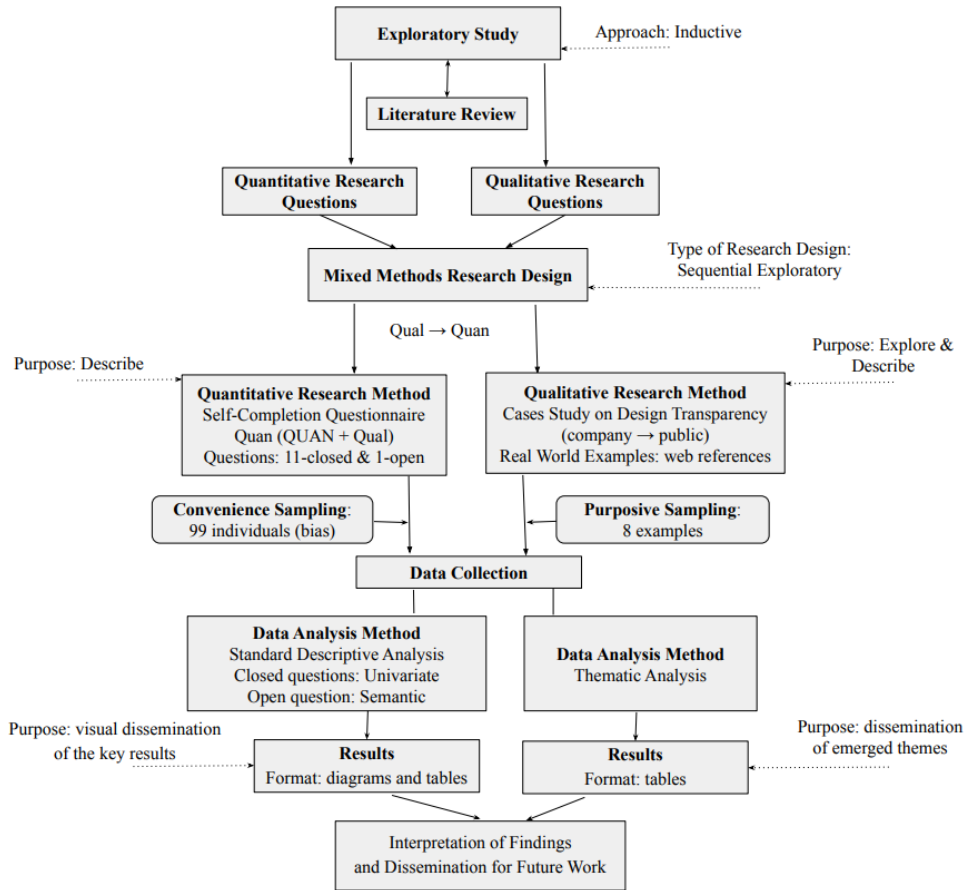 Exploratory Study
Approach: Inductive
Literature Review
Quantitative Research
Questions
Qualitative Research
Questions
Mixed Methods Research Design
Type of Research Design:
Sequential Exploratory
Qual → Quan
Purpose: Describe
Purpose: Explore &
Describe
Quantitative Research Method
Self-Completion Questionnaire
Quan (QUAN + Qual)
Questions: 11-closed & 1-open
Qualitative Research Method
Cases Study on Design Transparency
(company → public)
Real World Examples: web references
Convenience Sampling:
99 individuals (bias)
Purposive Sampling:
8 examples
Data Collection
Data Analysis Method
Standard Descriptive Analysis
Closed questions: Univariate
Open question: Semantic
Data Analysis Method
Thematic Analysis
Purpose: visual dissemination
of the key results
Purpose: dissemination
of emerged themes
Results
Format: diagrams and tables
Results
Format: tables
Interpretation of Findings
and Dissemination for Future Work